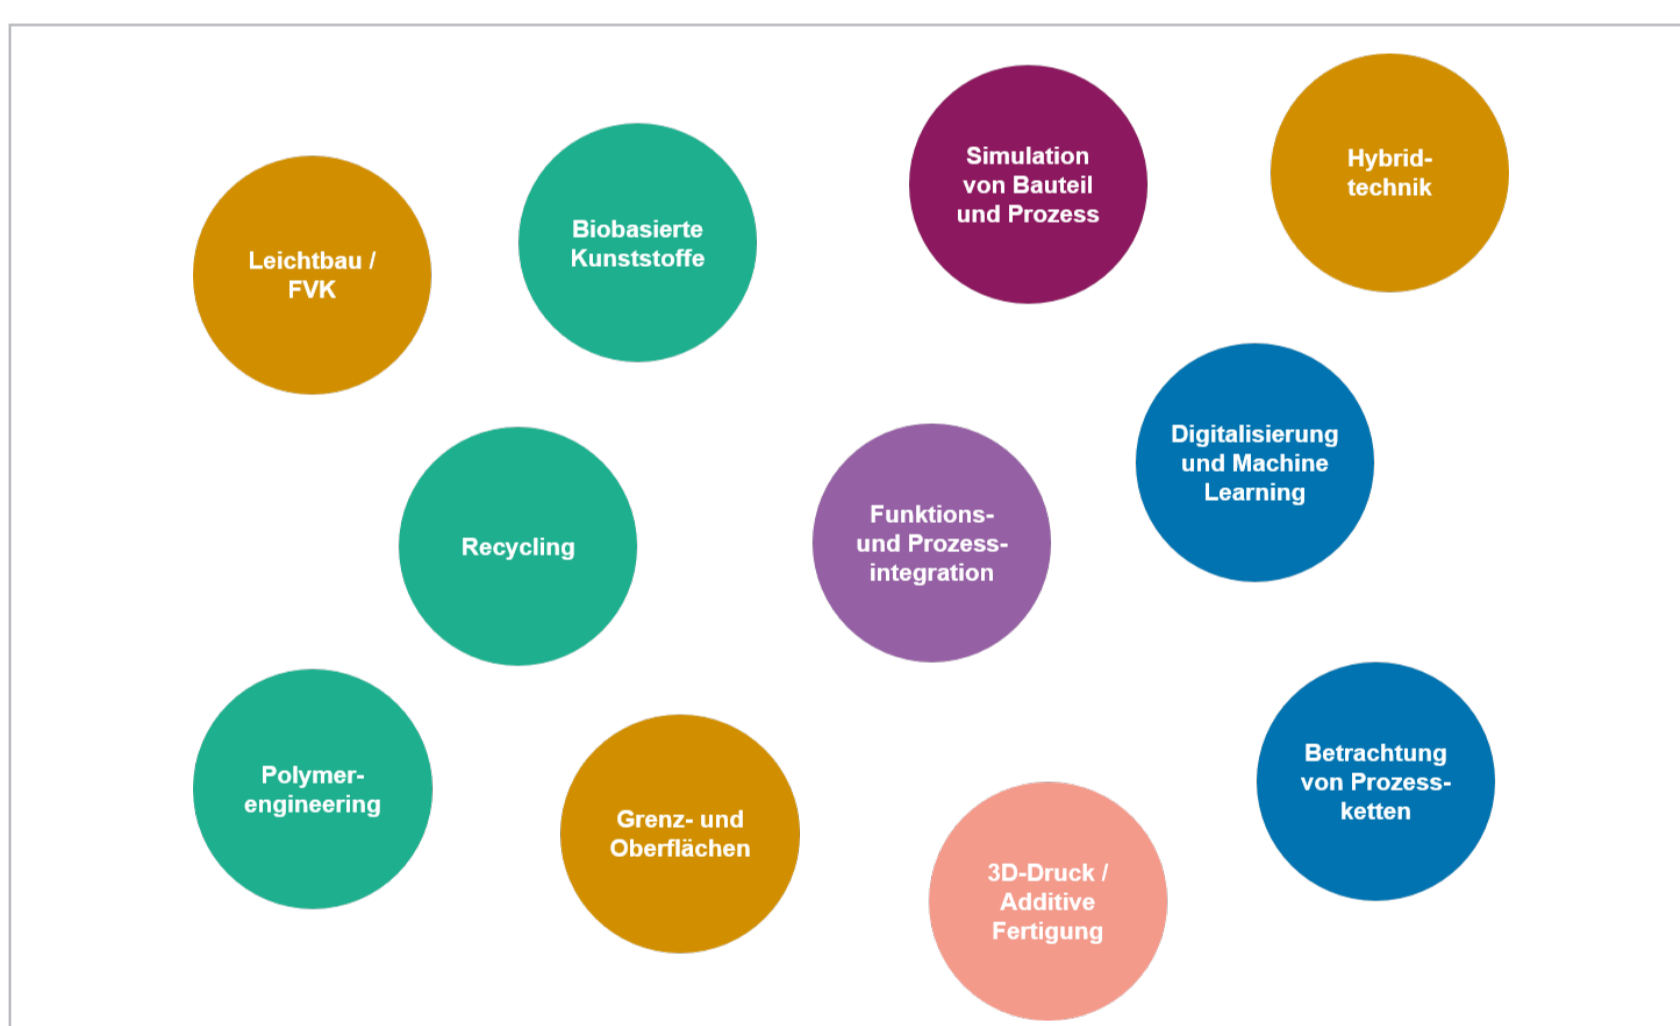 Simulation
von Bauteil
und Prozess
Hybrid-
technik
Biobasierte
Kunststoffe
Leichtbau /
FVK
Digitalisierung
und Machine
Learning
Funktions-
und Prozess-
integration
Recycling
Betrachtung
von Prozess-
ketten
Polymer-
engineering
Grenz- und
Oberflächen
3D-Druck /
Additive
Fertigung